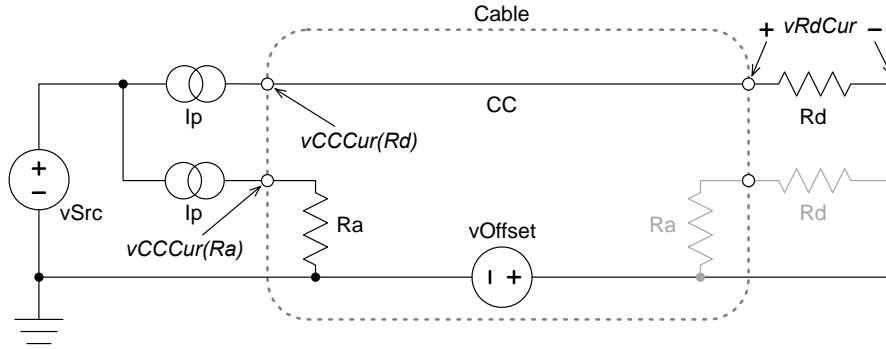 Cable
+ vRdCur −
Ip
CC
Rd
vCCCur(Rd)
+
−
vSrc
Ip
Ra
vOffset
Ra
Rd
vCCCur(Ra)
− +